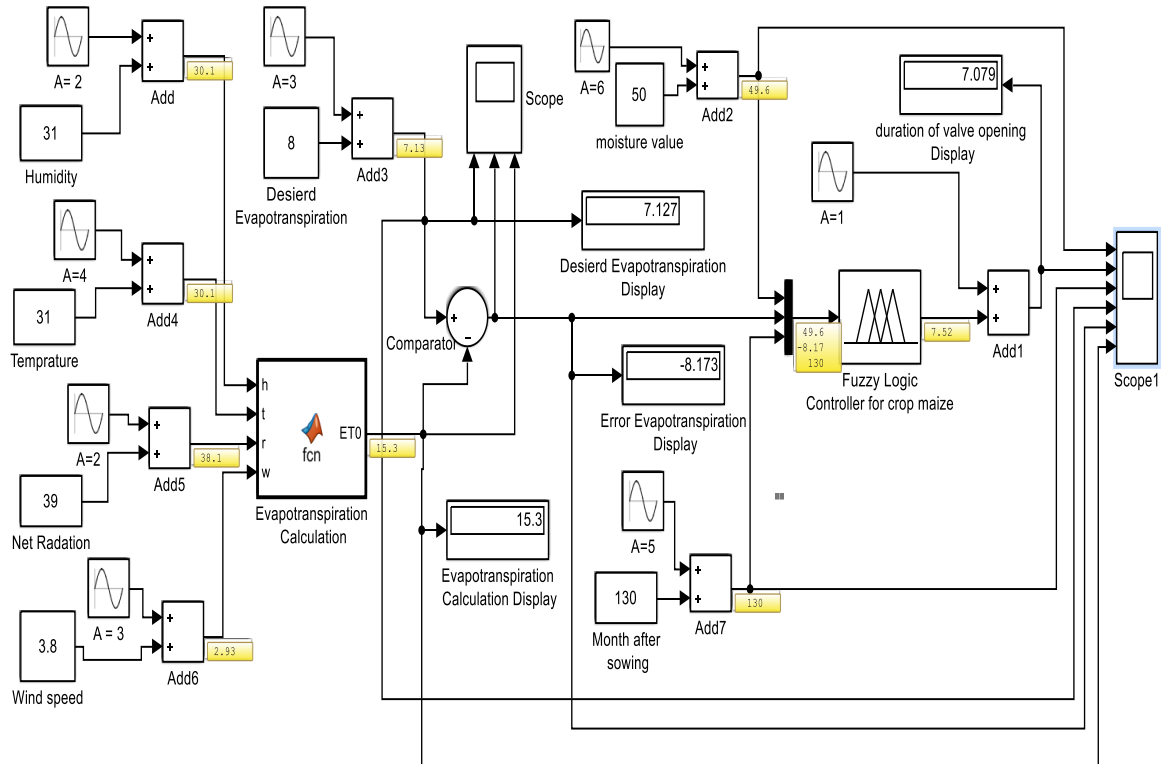 A= 2
+
+
30.1
Add
31
Humidity
A=3
8
Desierd
Evapotranspiration
+
+
7.13
Add3
Scope
A=6
50
moisture value
+
+
49.6
Add2
7.079
duration of valve opening
Display
A=1
A=4
31
Temprature
+
+
30.1
Add4
7.127
Desierd Evapotranspiration
Display
+
-
Comparator
49.6
-8.17
130
Fuzzy Logic
Controller for crop maize
7.52
+
+
Add1
Scope1
-8.173
Error Evapotranspiration
Display
A=2
39
Net Radation
+
+
38.1
Add5
h
t
r
w
fcn
ET0
15.3
Evapotranspiration
Calculation
15.3
Evapotranspiration
Calculation Display
A = 3
3.8
Wind speed
+
+
2.93
Add6
A=5
130
Month after
sowing
+
+
130
Add7